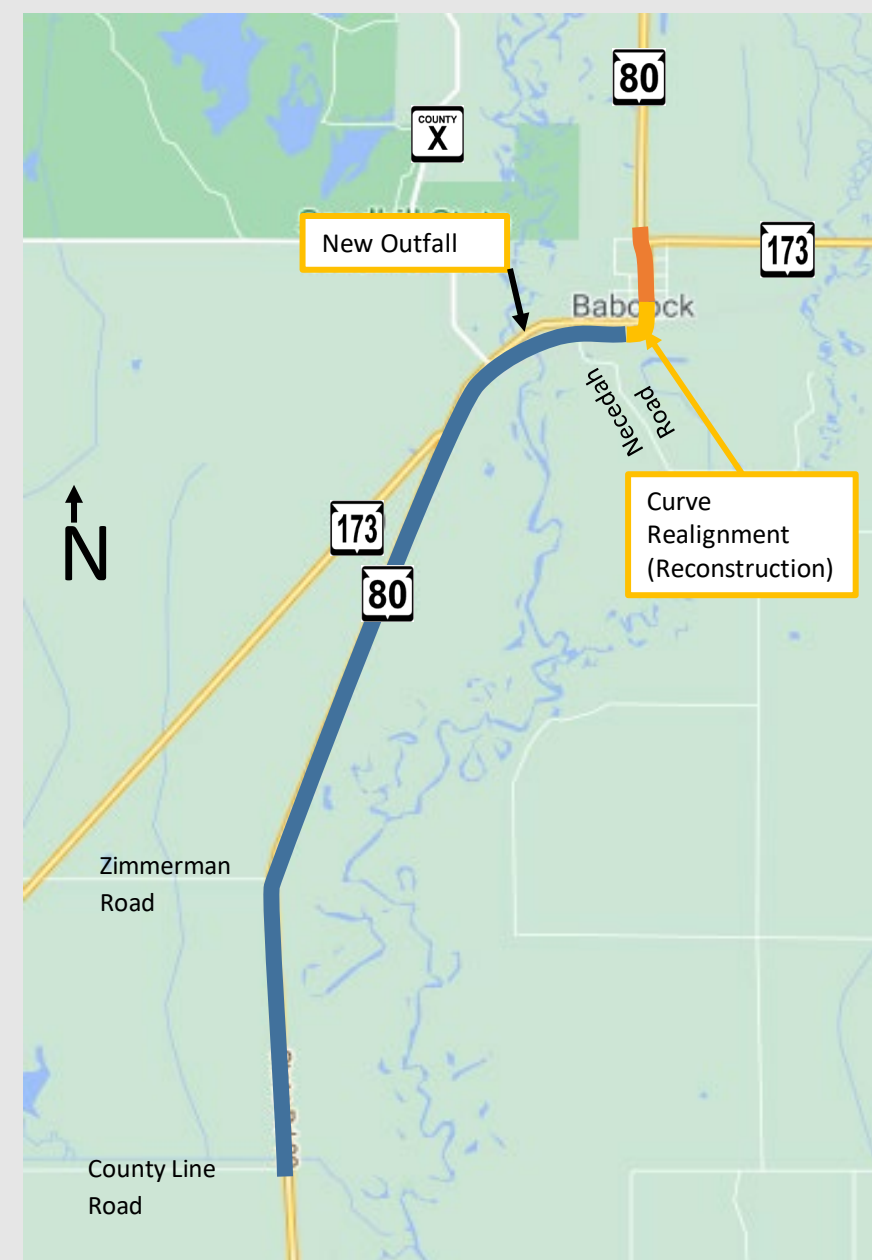 80
COUNTY
X
New Outfall
173
Babcock
Necedah
Road
Curve
Realignment
(Reconstruction)
N
173
80
Zimmerman
Road
County Line
Road